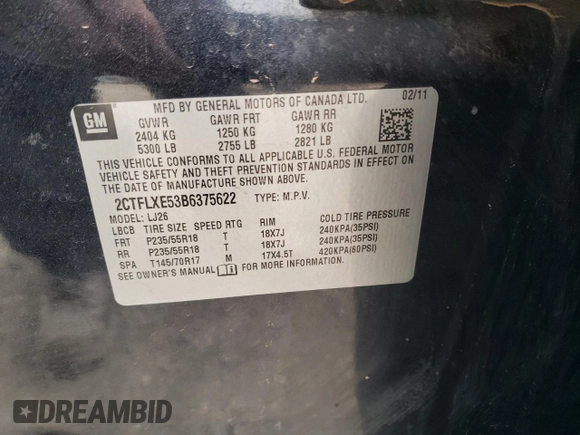 MFD BY GENERAL MOTORS OF CANADA LTD. 02/11
GM
GVWR GAWR FRT GAWR RR
2404 KG 1250 KG 1280 KG
5300 LB 2755 LB 2821 LB
THIS VEHICLE CONFORMS TO ALL APPLICABLE U.S. FEDERAL MOTOR
VEHICLE SAFETY AND THEFT PREVENTION STANDARDS IN EFFECT ON
THE DATE OF MANUFACTURE SHOWN ABOVE.
2CTFLXE53B6375622 TYPE: M.P.V.
MODEL: LJ26
LBCB TIRE SIZE SPEED RTG RIM COLD TIRE PRESSURE
FRT P235/55R18 T 18X7J 240KPA(35PSI)
RR P235/55R18 T 18X7J 240KPA(35PSI)
SPA T145/70R17 M 17X4.5T 420KPA(60PSI)
SEE OWNER'S MANUAL FOR MORE INFORMATION.
DREAMBID